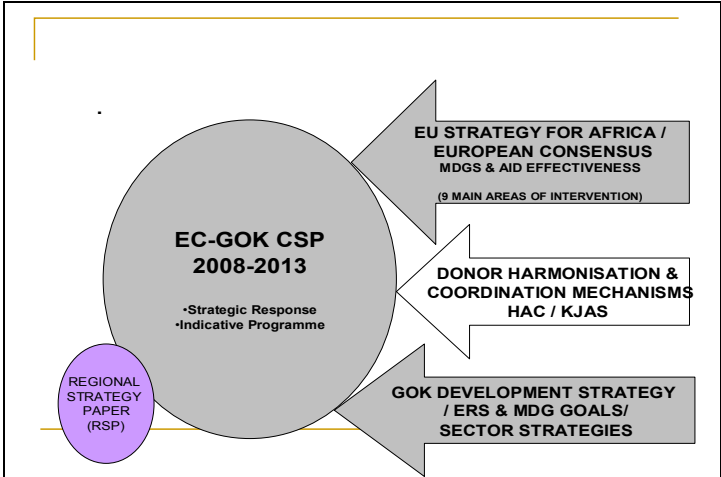 EU STRATEGY FOR AFRICA /
EUROPEAN CONSENSUS
MDGS & AID EFFECTIVENESS
(9 MAIN AREAS OF INTERVENTION)
EC-GOK CSP
2008-2013
•Strategic Response
•Indicative Programme
DONOR HARMONISATION &
COORDINATION MECHANISMS
HAC / KJAS
REGIONAL
STRATEGY
PAPER
(RSP)
GOK DEVELOPMENT STRATEGY
/ ERS & MDG GOALS/
SECTOR STRATEGIES